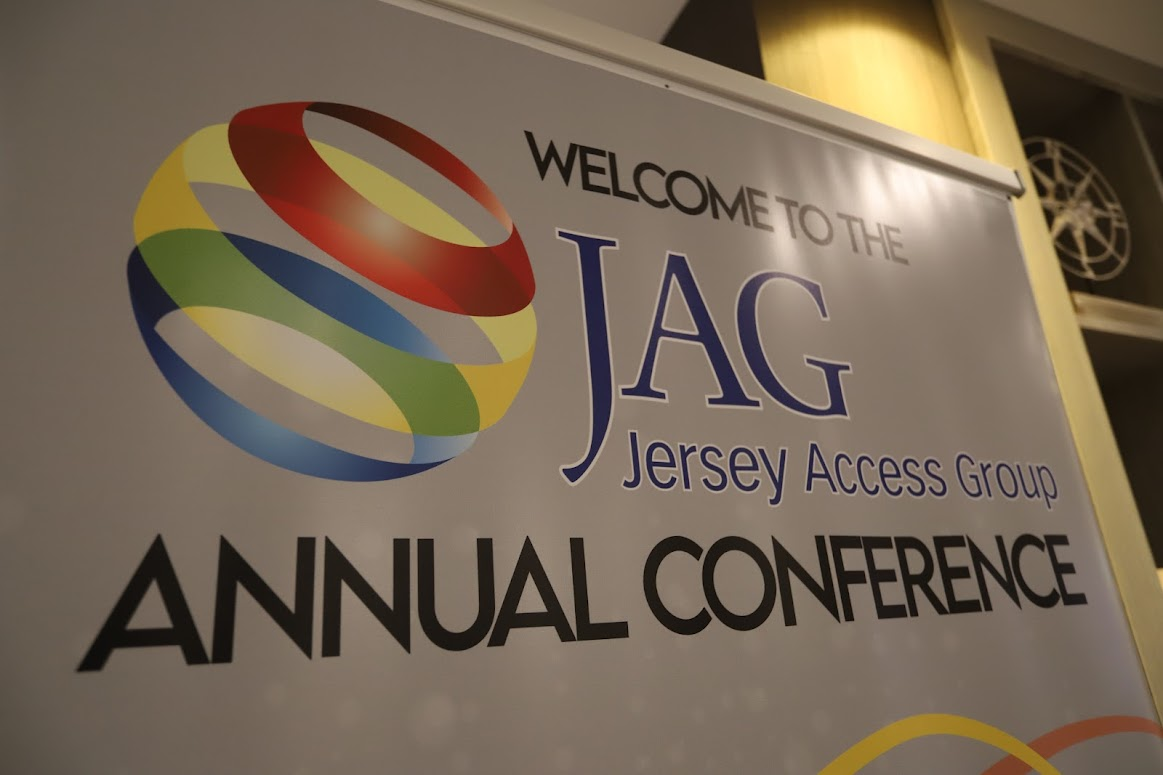 WELCOME TO THE
JAG
Jersey Access Group
ANNUAL CONFERENCE